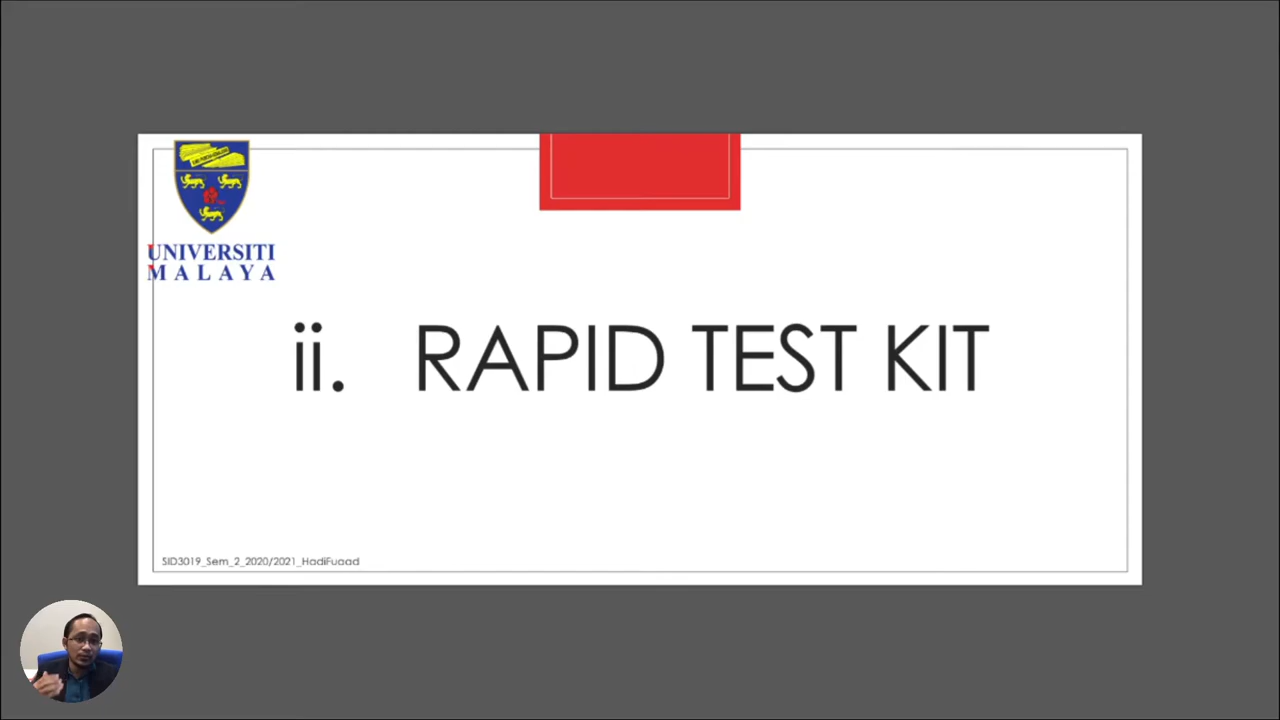 UNIVERSITI
MALAYA
ii. RAPID TEST KIT
SID3019_Sem_2_2020/2021_HadiFuaad